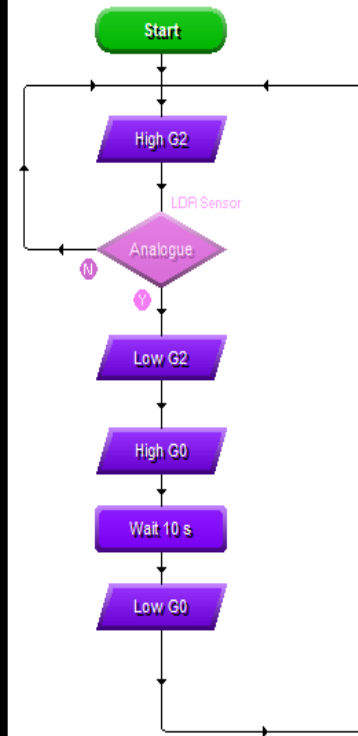 Start
High G2
LDR Sensor
Analogue
N
Y
Low G2
High G0
Wait 10 s
Low G0